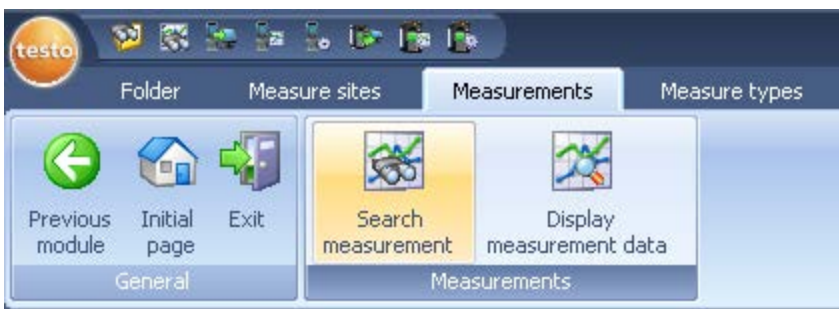 testo
Folder Measure sites Measurements Measure types
Previous module Initial page Exit Search measurement Display measurement data
General Measurements